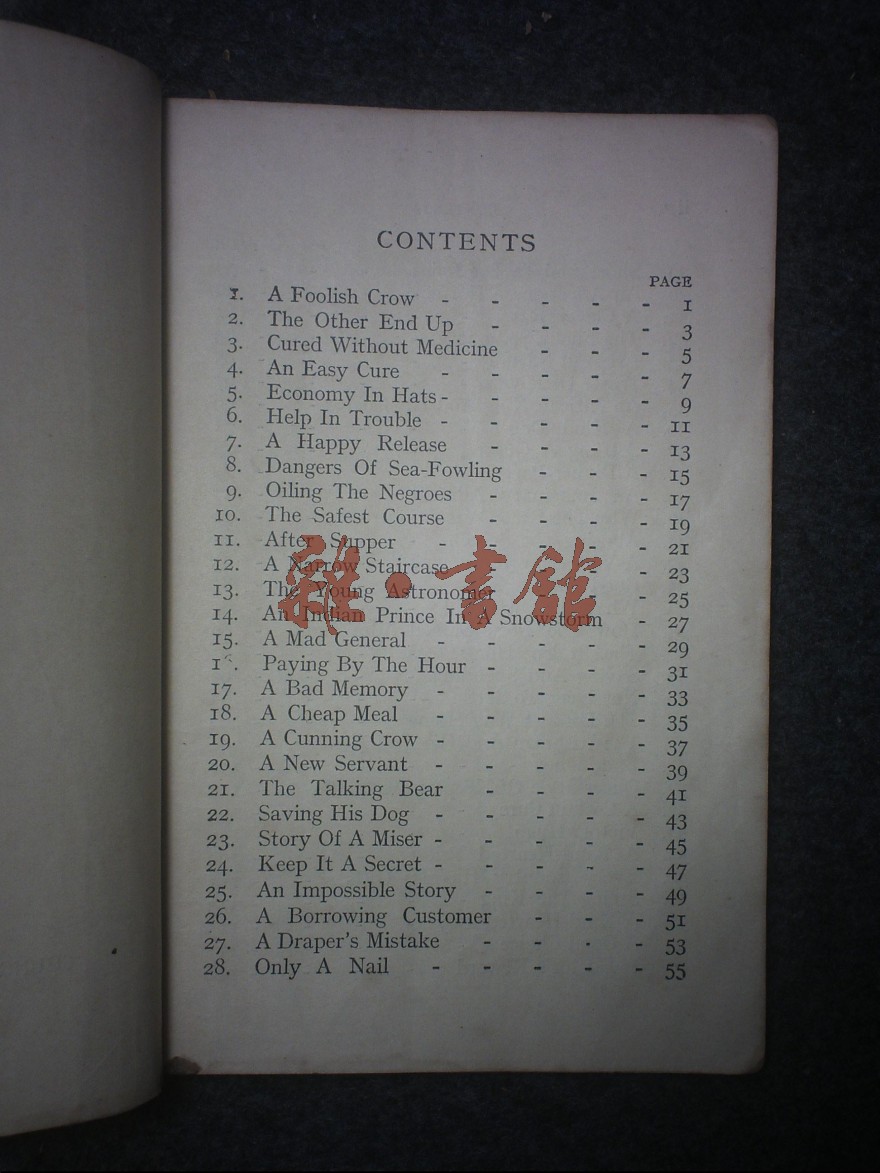 CONTENTS
PAGE
1. A Foolish Crow - - - - - 1
2. The Other End Up - - - - 3
3. Cured Without Medicine - - - 5
4. An Easy Cure - - - - - 7
5. Economy In Hats - - - - - 9
6. Help In Trouble - - - - - 11
7. A Happy Release - - - - 13
8. Dangers Of Sea-Fowling - - - 15
9. Oiling The Negroes - - - - 17
10. The Safest Course - - - - 19
11. After Supper - - - - - 21
12. A Narrow Staircase - - - - 23
13. The Young Astronomer - - - 25
14. An Indian Prince In A Snowstorm - 27
15. A Mad General - - - - - 29
1 . Paying By The Hour - - - - 31
17. A Bad Memory - - - - - 33
18. A Cheap Meal - - - - - 35
19. A Cunning Crow - - - - - 37
20. A New Servant - - - - - 39
21. The Talking Bear - - - - 41
22. Saving His Dog - - - - - 43
23. Story Of A Miser - - - - - 45
24. Keep It A Secret - - - - - 47
25. An Impossible Story - - - - 49
26. A Borrowing Customer - - - 51
27. A Draper's Mistake - - - - 53
28. Only A Nail - - - - - 55
雜·書館